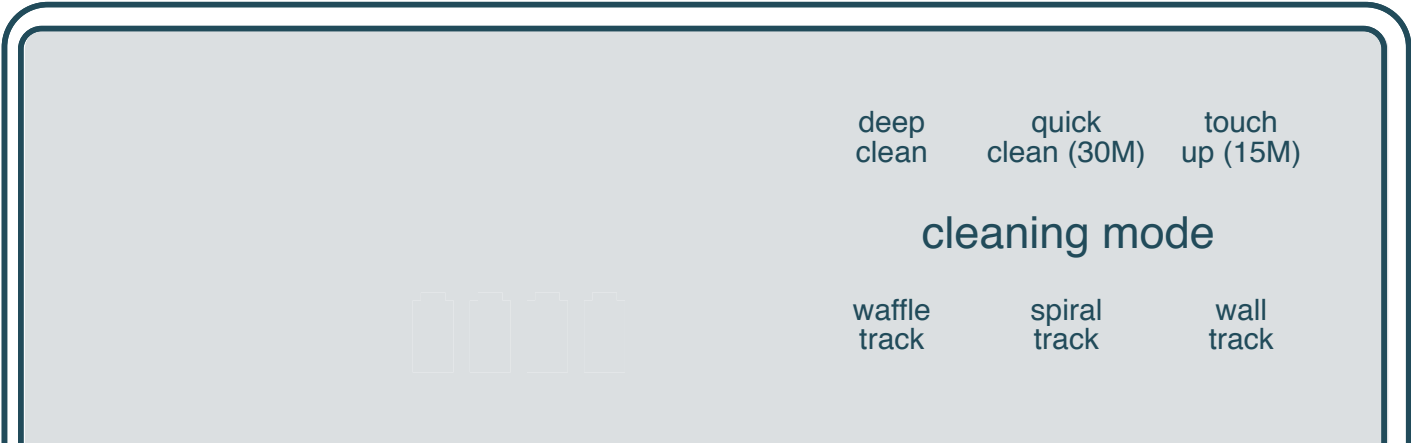 deep
clean
quick
clean (30M)
touch
up (15M)
cleaning mode
waffle
track
spiral
track
wall
track